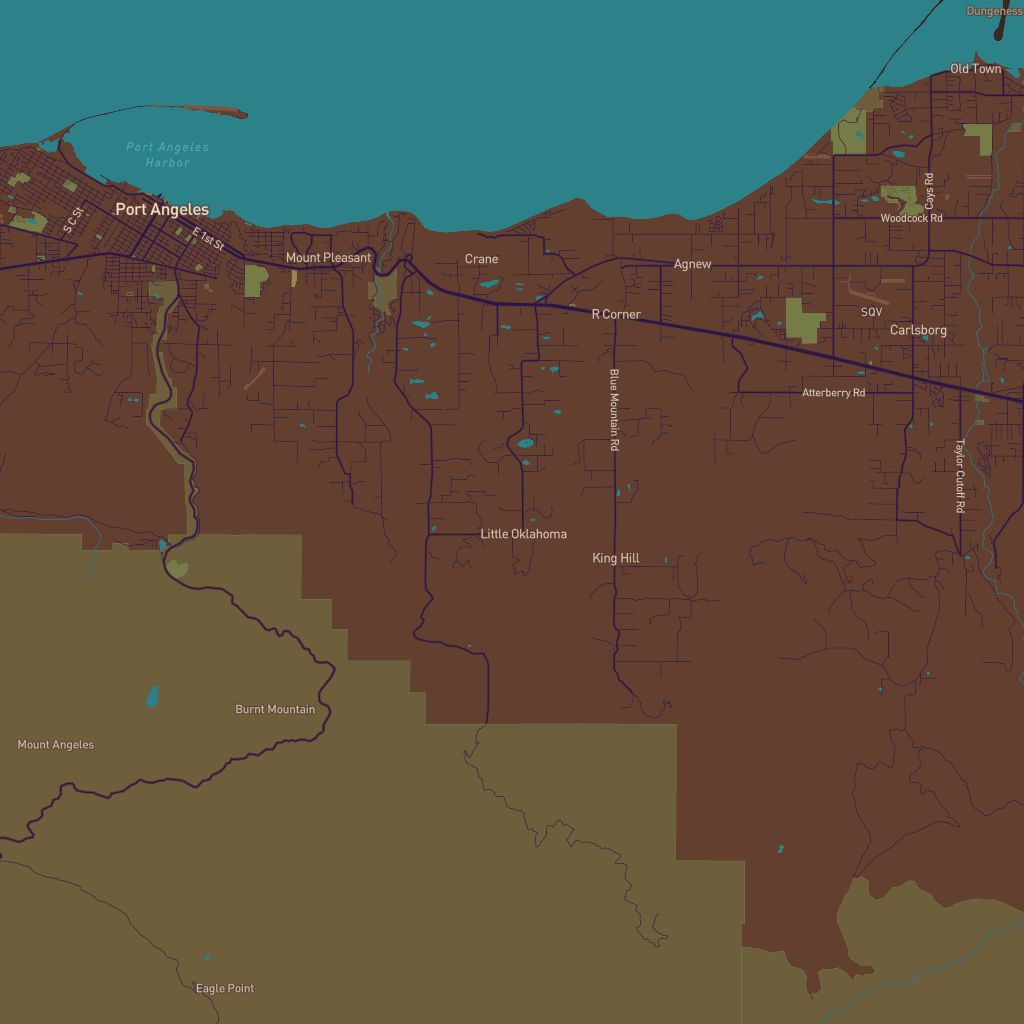 Dungeness
Old Town
Port Angeles
Harbor
Cays Rd
Port Angeles
S C St
E 1st St
Woodcock Rd
Mount Pleasant
Crane
Agnew
R Corner
SQV
Carlsborg
Blue Mountain Rd
Atterberry Rd
Taylor Cutoff Rd
Little Oklahoma
King Hill
Burnt Mountain
Mount Angeles
Eagle Point